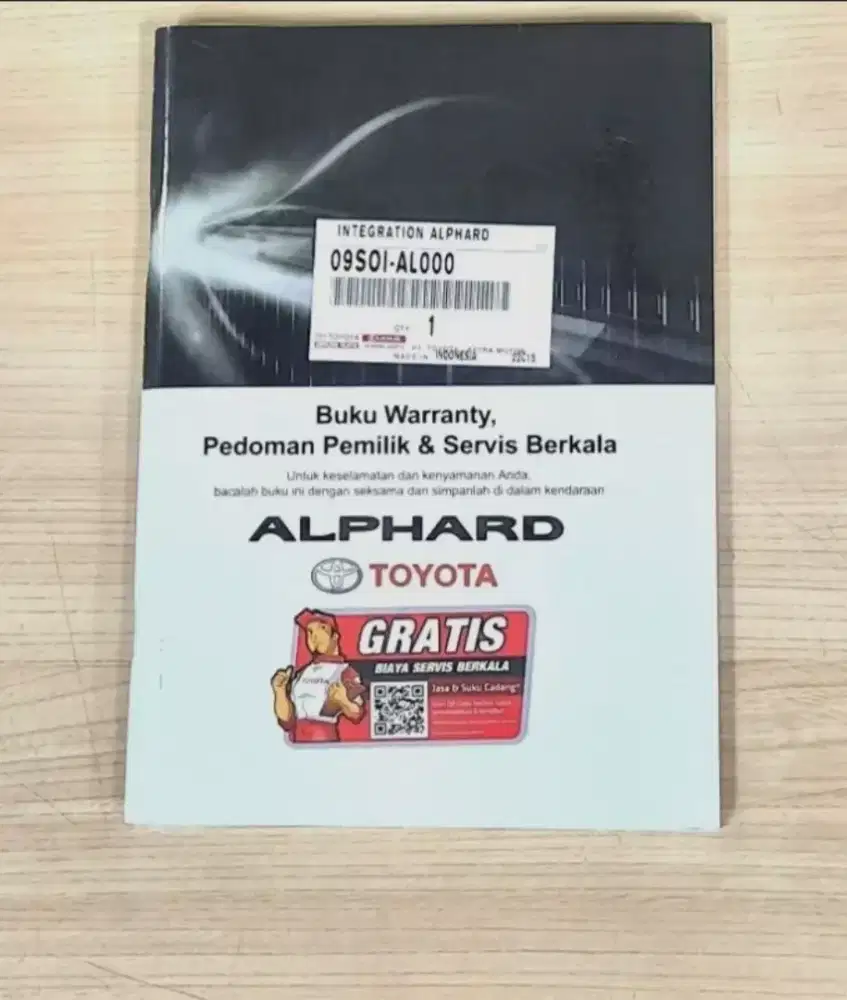 INTEGRATION ALPHARD
09SOI-AL000
QTY 1
MADE IN INDONESIA
Buku Warranty,
Pedoman Pemilik & Servis Berkala
Untuk keselamatan dan kenyamanan Anda,
bacalah buku ini dengan seksama dan simpanlah di dalam kendaraan
ALPHARD
TOYOTA
GRATIS
BIAYA SERVIS BERKALA
Jasa & Suku Cadang*